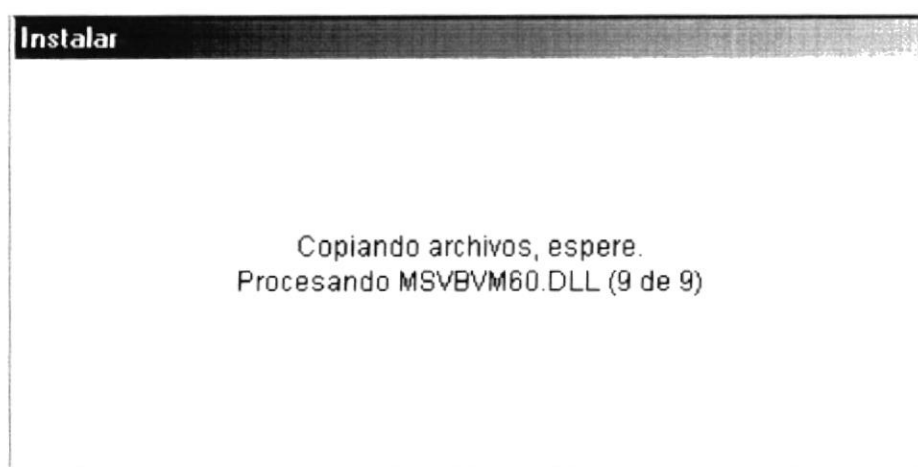 Instalar
Copiando archivos, espere.
Procesando MSVBVM60.DLL (9 de 9)